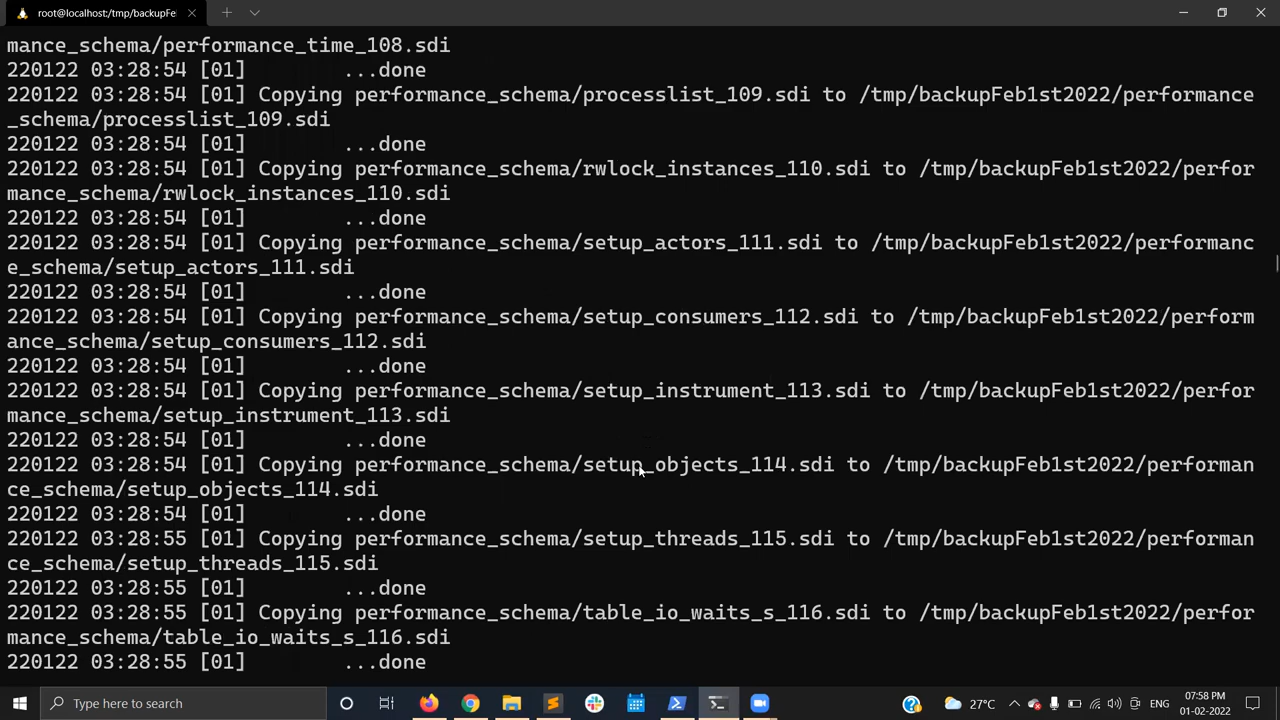 root@localhost:/tmp/backupFe
mance_schema/performance_time_108.sdi
220122 03:28:54 [01]        ...done
220122 03:28:54 [01] Copying performance_schema/processlist_109.sdi to /tmp/backupFeb1st2022/performance
_schema/processlist_109.sdi
220122 03:28:54 [01]        ...done
220122 03:28:54 [01] Copying performance_schema/rwlock_instances_110.sdi to /tmp/backupFeb1st2022/perfor
mance_schema/rwlock_instances_110.sdi
220122 03:28:54 [01]        ...done
220122 03:28:54 [01] Copying performance_schema/setup_actors_111.sdi to /tmp/backupFeb1st2022/performanc
e_schema/setup_actors_111.sdi
220122 03:28:54 [01]        ...done
220122 03:28:54 [01] Copying performance_schema/setup_consumers_112.sdi to /tmp/backupFeb1st2022/perform
ance_schema/setup_consumers_112.sdi
220122 03:28:54 [01]        ...done
220122 03:28:54 [01] Copying performance_schema/setup_instrument_113.sdi to /tmp/backupFeb1st2022/perfor
mance_schema/setup_instrument_113.sdi
220122 03:28:54 [01]        ...done
220122 03:28:54 [01] Copying performance_schema/setup_objects_114.sdi to /tmp/backupFeb1st2022/performan
ce_schema/setup_objects_114.sdi
220122 03:28:54 [01]        ...done
220122 03:28:55 [01] Copying performance_schema/setup_threads_115.sdi to /tmp/backupFeb1st2022/performan
ce_schema/setup_threads_115.sdi
220122 03:28:55 [01]        ...done
220122 03:28:55 [01] Copying performance_schema/table_io_waits_s_116.sdi to /tmp/backupFeb1st2022/perfor
mance_schema/table_io_waits_s_116.sdi
220122 03:28:55 [01]        ...done
Type here to search
27°C
ENG
07:58 PM
01-02-2022